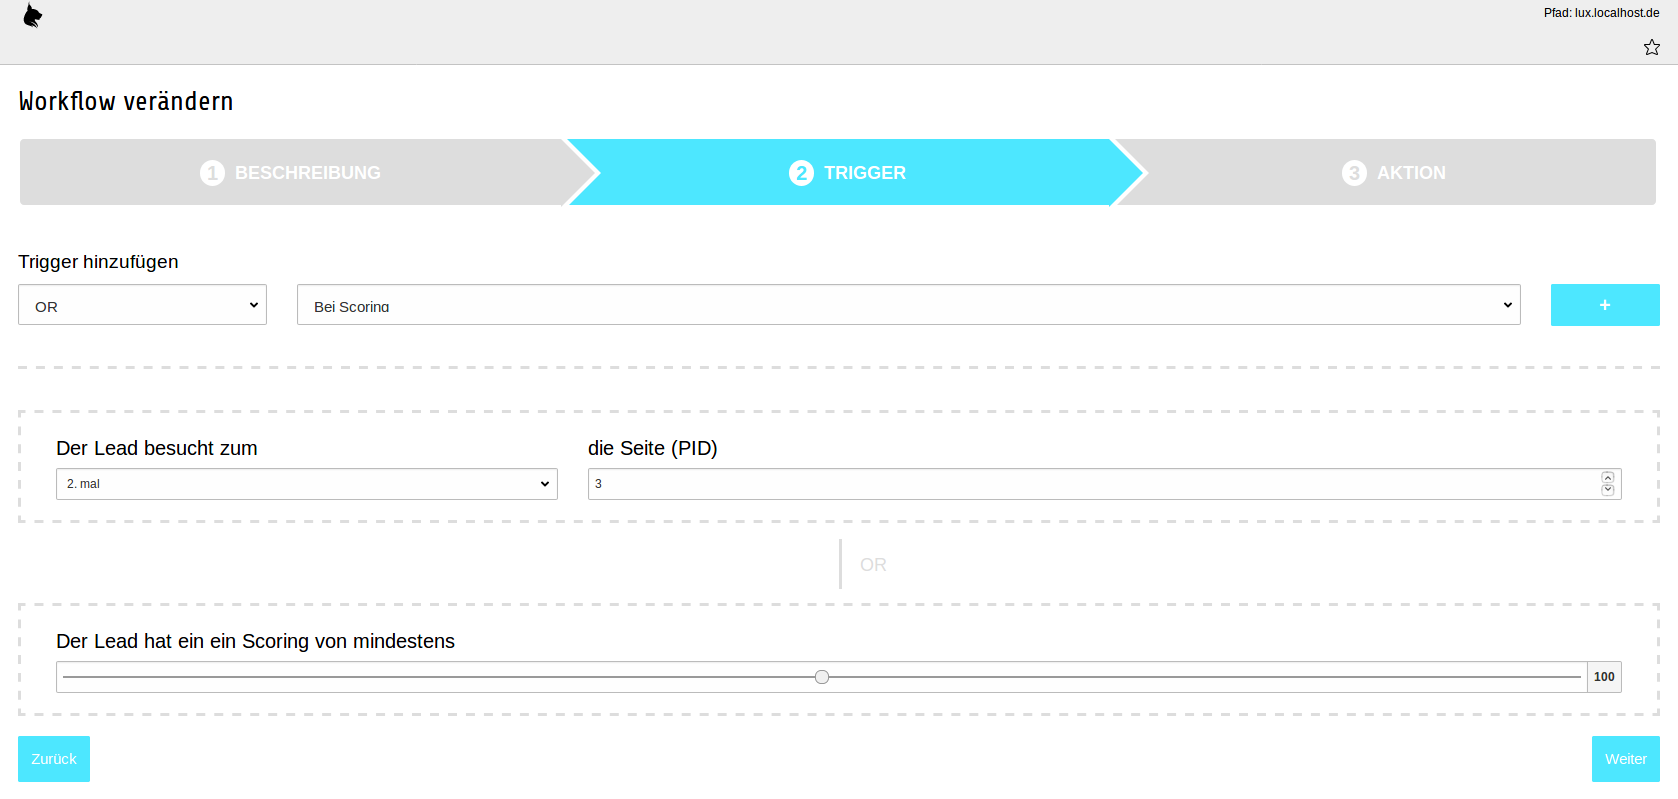 Pfad: lux.localhost.de
Workflow verändern
1 BESCHREIBUNG
2 TRIGGER
3 AKTION
Trigger hinzufügen
OR
Bei Scoring
+
Der Lead besucht zum
die Seite (PID)
2. mal
3
OR
Der Lead hat ein ein Scoring von mindestens
100
Zurück
Weiter